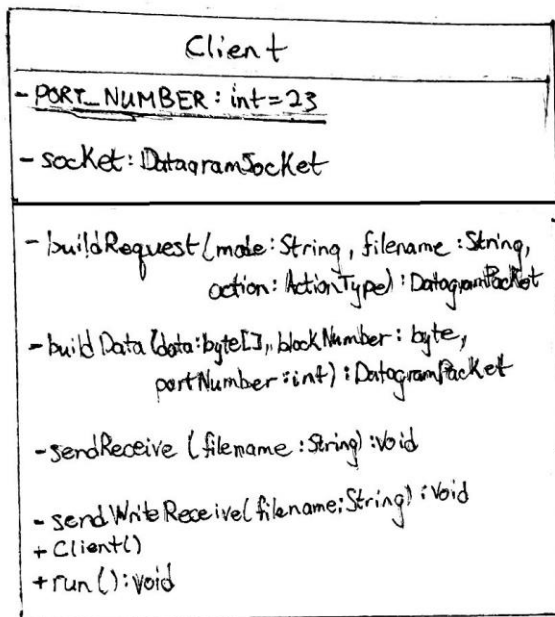 Client
- PORT_NUMBER : int = 23
- socket : DatagramSocket
- buildRequest (mode : String, filename : String,
action : ActionType) : DatagramPacket
- buildData (data : byte[], blockNumber : byte,
portNumber : int) : DatagramPacket
- sendReceive (filename : String) : void
- sendWriteReceive (filename : String) : void
+ Client()
+ run() : void